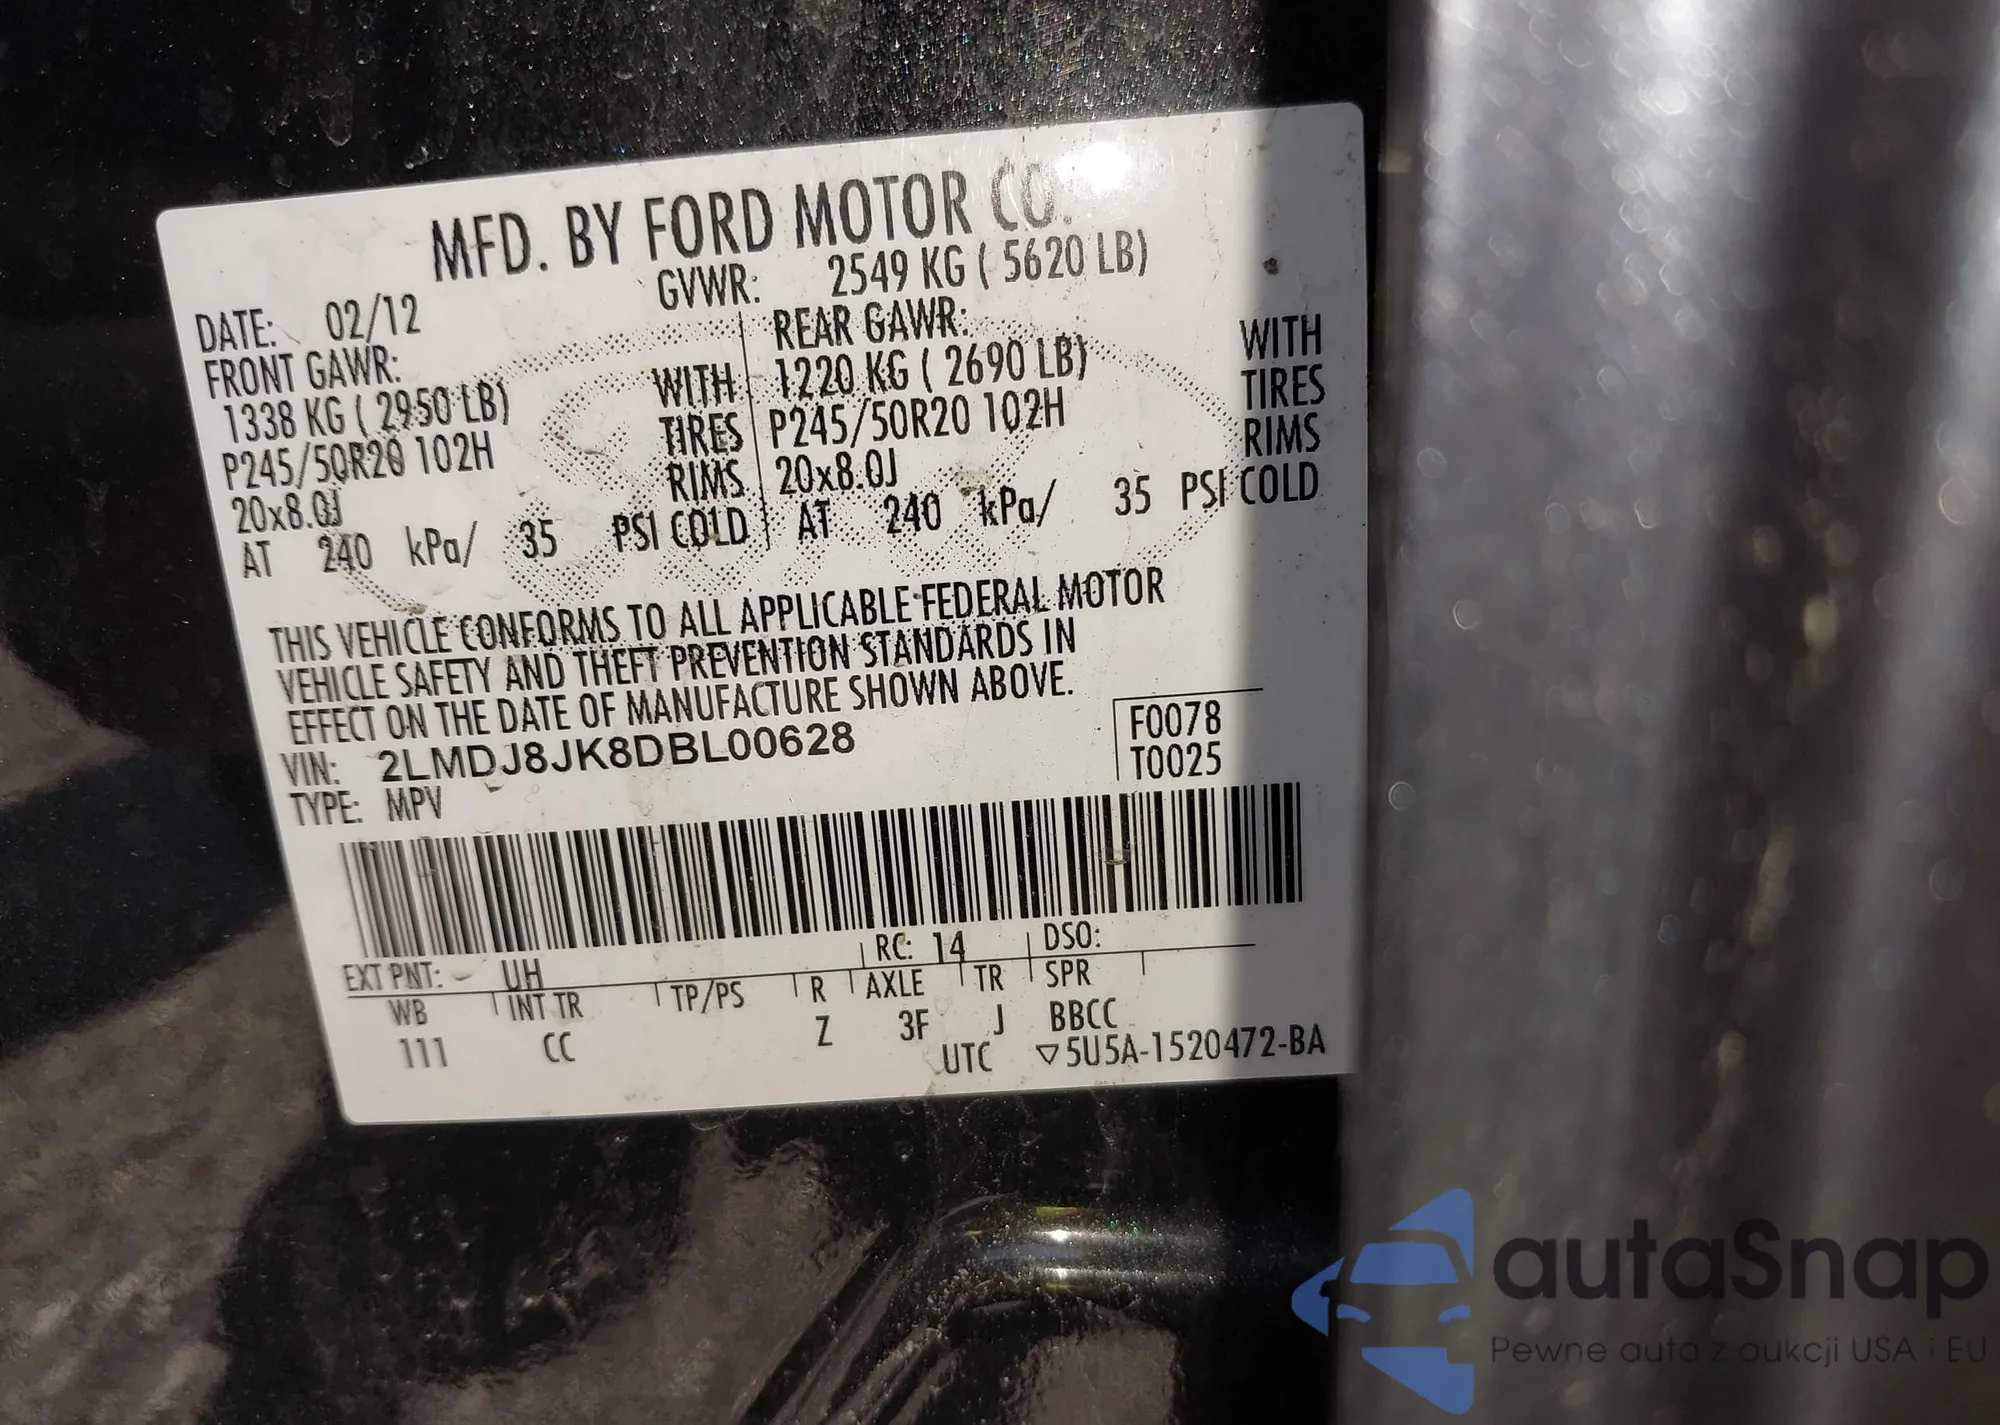 MFD. BY FORD MOTOR CO.
DATE: 02/12 GVWR: 2549 KG ( 5620 LB)
FRONT GAWR: REAR GAWR:
1338 KG ( 2950 LB) WITH 1220 KG ( 2690 LB) WITH
P245/50R20 102H TIRES P245/50R20 102H TIRES
20x8.0J RIMS 20x8.0J RIMS
AT 240 kPa/ 35 PSI COLD AT 240 kPa/ 35 PSI COLD
THIS VEHICLE CONFORMS TO ALL APPLICABLE FEDERAL MOTOR
VEHICLE SAFETY AND THEFT PREVENTION STANDARDS IN
EFFECT ON THE DATE OF MANUFACTURE SHOWN ABOVE.
VIN: 2LMDJ8JK8DBL00628
F0078
TYPE: MPV
T0025
EXT PNT: UH RC: 14 DSO:
WB INT TR TP/PS R AXLE TR SPR
111 CC Z 3F J BBCC
UTC ▽5U5A-1520472-BA
autaSnap
Pewne auta z aukcji USA i EU